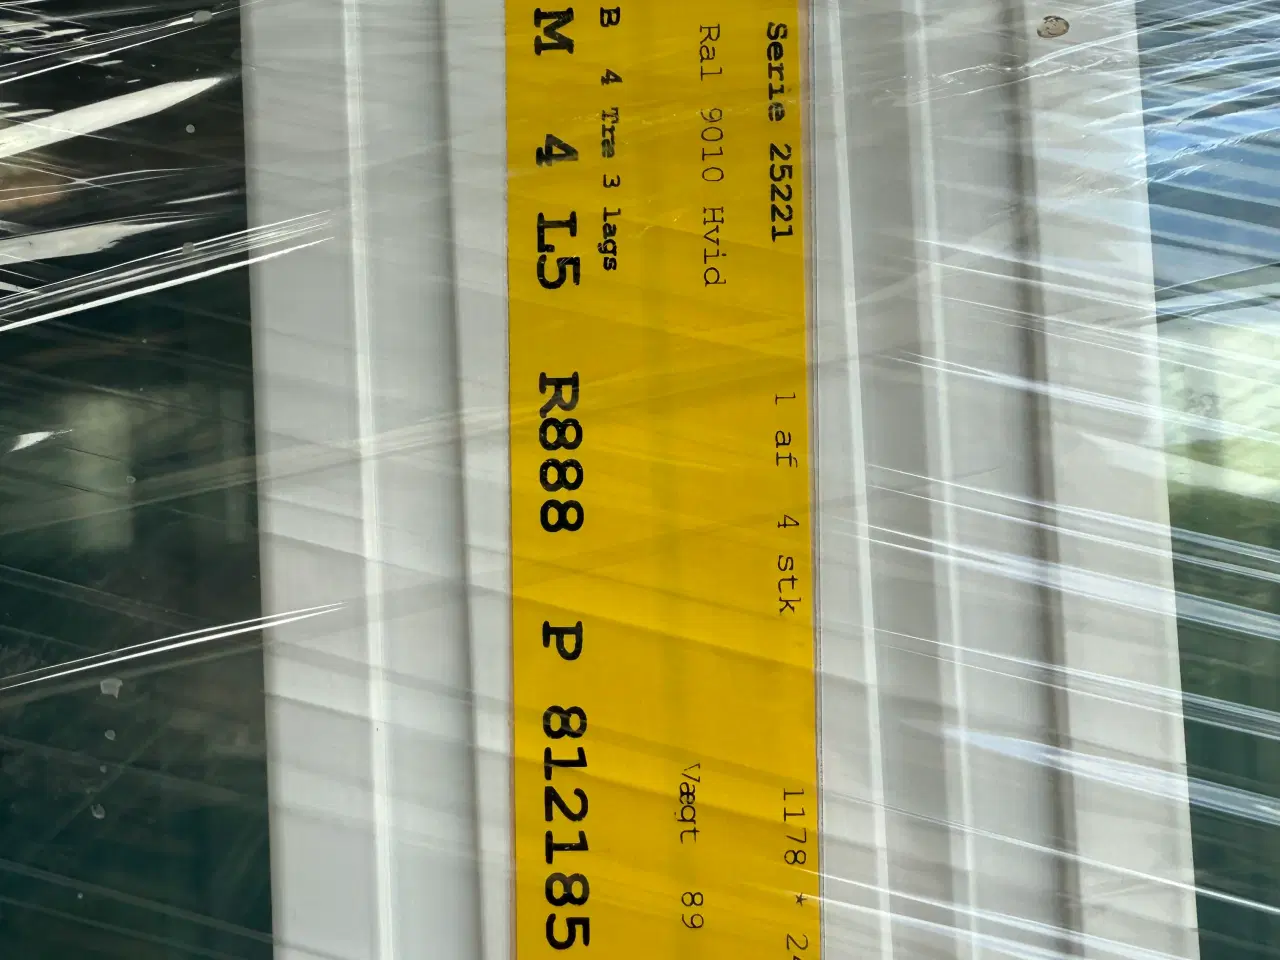 Serie 25221 1 af 4 stk 1178 * 24
Ral 9010 Hvid Vægt 89
B 4 Træ 3 lags
M 4 L5 R888 P 812185